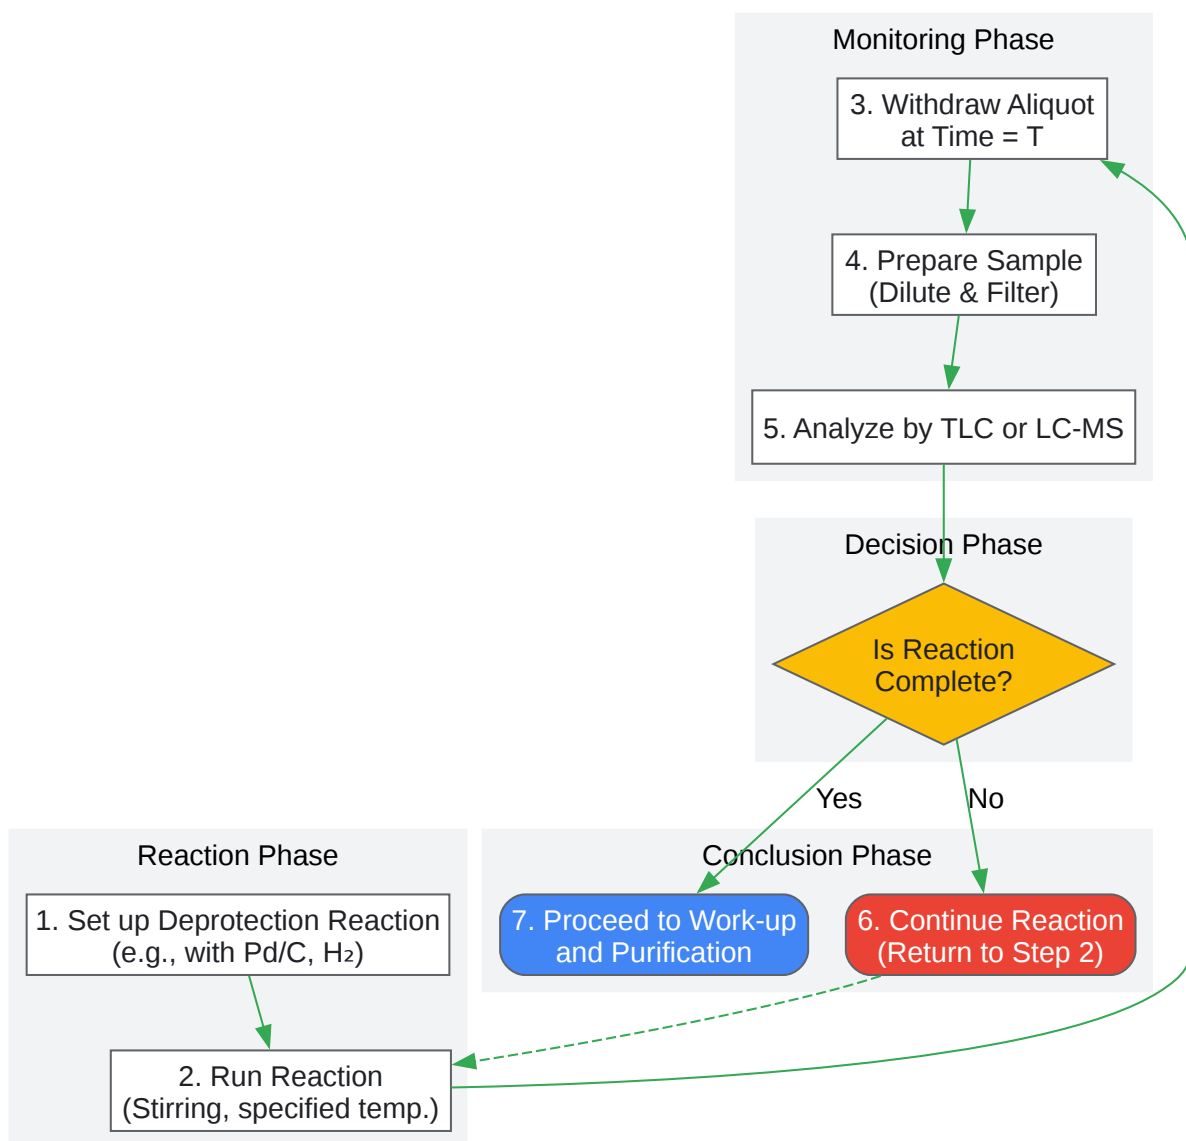 Monitoring Phase
3. Withdraw Aliquot
at Time = T
4. Prepare Sample
(Dilute & Filter)
5. Analyze by TLC or LC-MS
Decision Phase
Is Reaction
Complete?
Yes
No
Reaction Phase
1. Set up Deprotection Reaction
(e.g., with Pd/C, H₂)
2. Run Reaction
(Stirring, specified temp.)
Conclusion Phase
7. Proceed to Work-up
and Purification
6. Continue Reaction
(Return to Step 2)